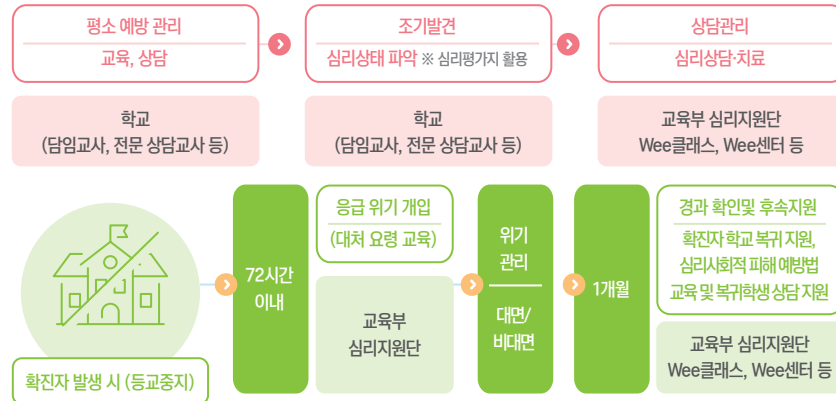 평소 예방 관리
교육, 상담
조기발견
심리상태 파악 ※ 심리평가지 활용
상담관리
심리상담·치료
학교
(담임교사, 전문 상담교사 등)
학교
(담임교사, 전문 상담교사 등)
교육부 심리지원단
Wee클래스, Wee센터 등
확진자 발생 시 (등교중지)
72시간
이내
응급 위기 개입
(대처 요령 교육)
교육부
심리지원단
위기
관리
대면/
비대면
1개월
경과 확인및 후속지원
확진자 학교 복귀 지원,
심리사회적 피해 예방법
교육 및 복귀학생 상담 지원
교육부 심리지원단
Wee클래스, Wee센터 등